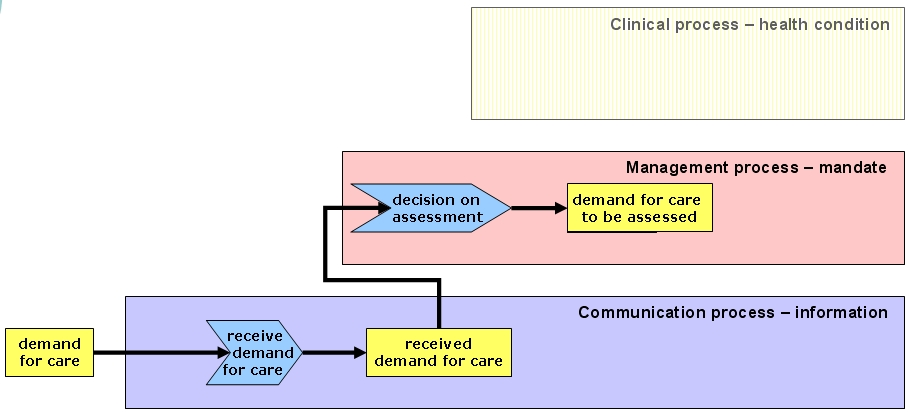 Clinical process – health condition
Management process – mandate
decision on
assessment
demand for care
to be assessed
Communication process – information
demand
for care
receive
demand
for care
received
demand for care